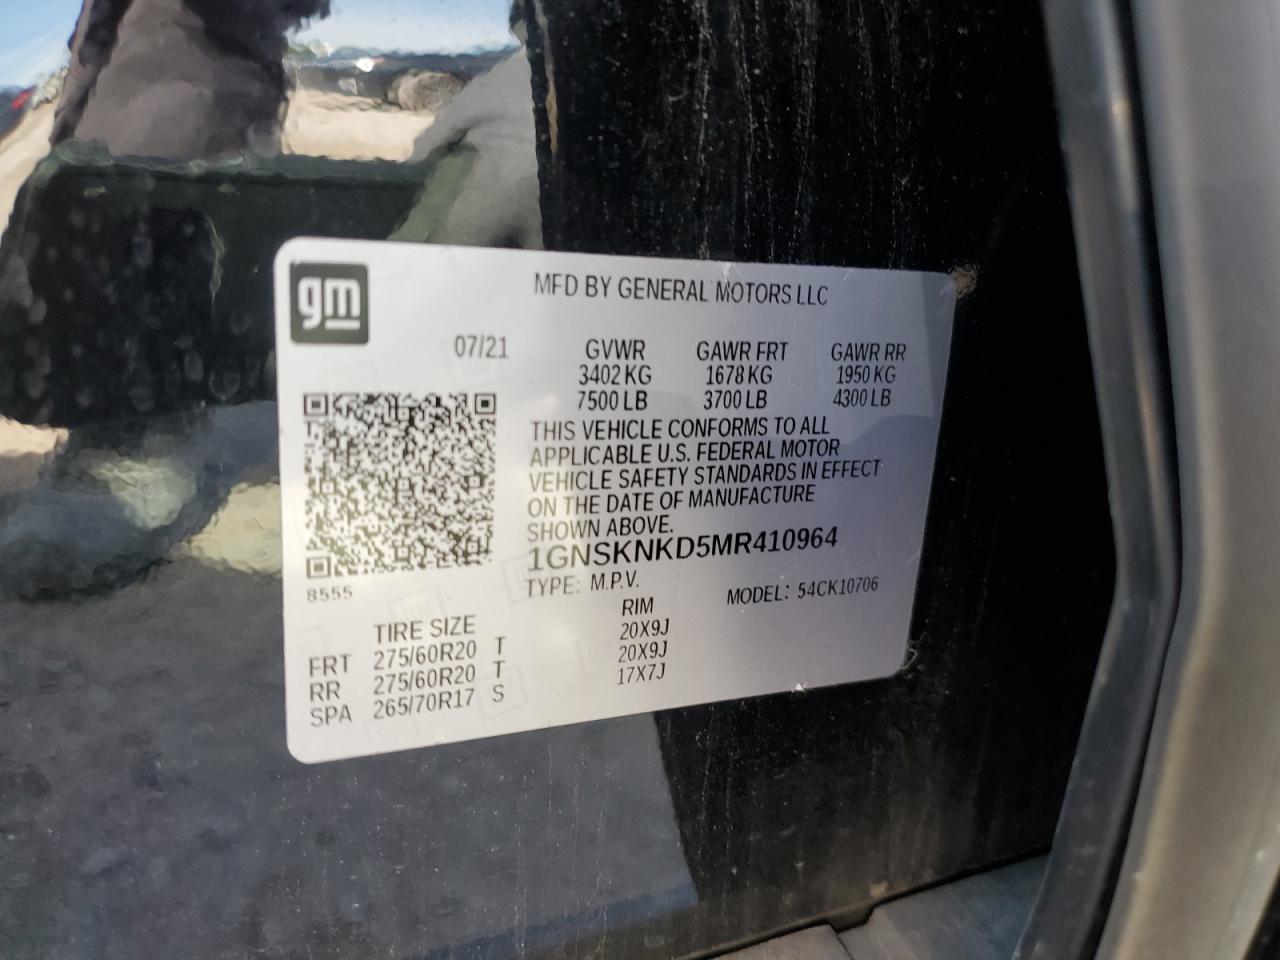 gm
MFD BY GENERAL MOTORS LLC
07/21 GVWR GAWR FRT GAWR RR
3402 KG 1678 KG 1950 KG
7500 LB 3700 LB 4300 LB
THIS VEHICLE CONFORMS TO ALL
APPLICABLE U.S. FEDERAL MOTOR
VEHICLE SAFETY STANDARDS IN EFFECT
ON THE DATE OF MANUFACTURE
SHOWN ABOVE.
1GNSKNKD5MR410964
TYPE: M.P.V. MODEL: 54CK10706
8555
TIRE SIZE RIM
FRT 275/60R20 T 20X9J
RR 275/60R20 T 20X9J
SPA 265/70R17 S 17X7J